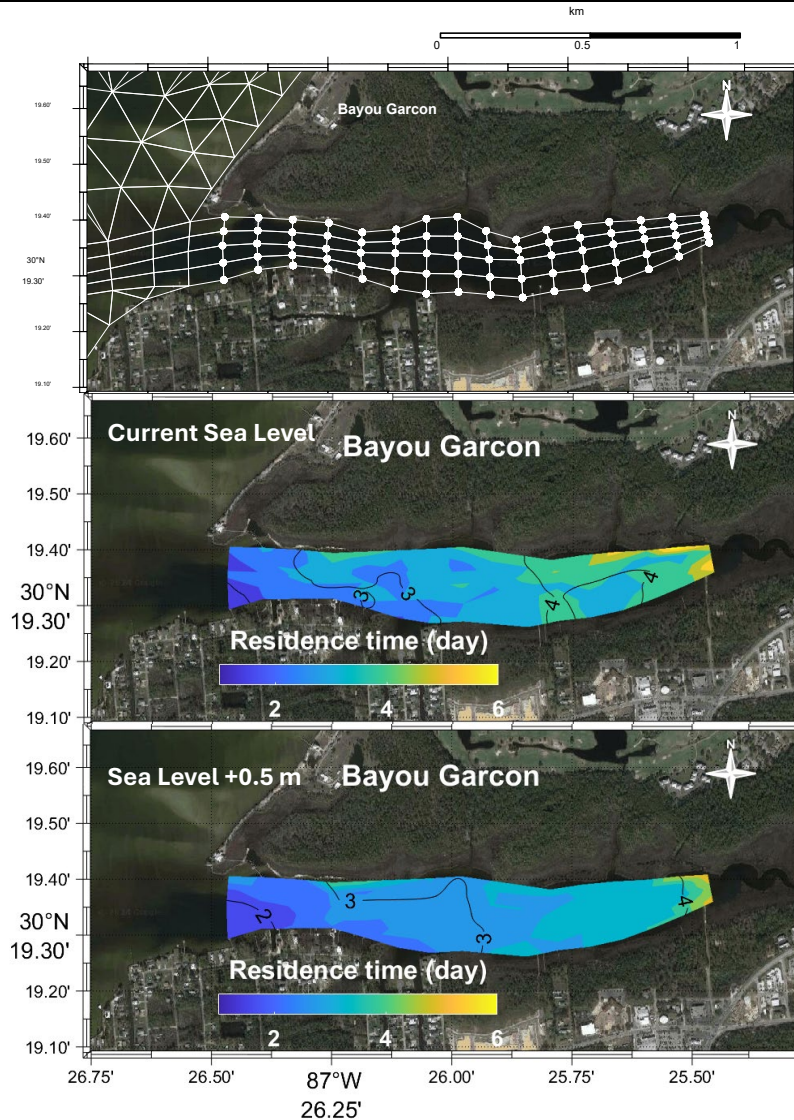 km
0 0.5 1
Bayou Garcon
N
19.60'
19.50'
19.40'
30°N
19.30'
19.20'
19.10'
Current Sea Level
Bayou Garcon
N
19.60'
19.50'
19.40'
30°N
19.30'
19.20'
19.10'
3 3 4 4
Residence time (day)
2 4 6
Sea Level +0.5 m
Bayou Garcon
N
19.60'
19.50'
19.40'
30°N
19.30'
19.20'
19.10'
2 3 3 4
Residence time (day)
2 4 6
26.75' 26.50' 87°W 26.00' 25.75' 25.50'
26.25'